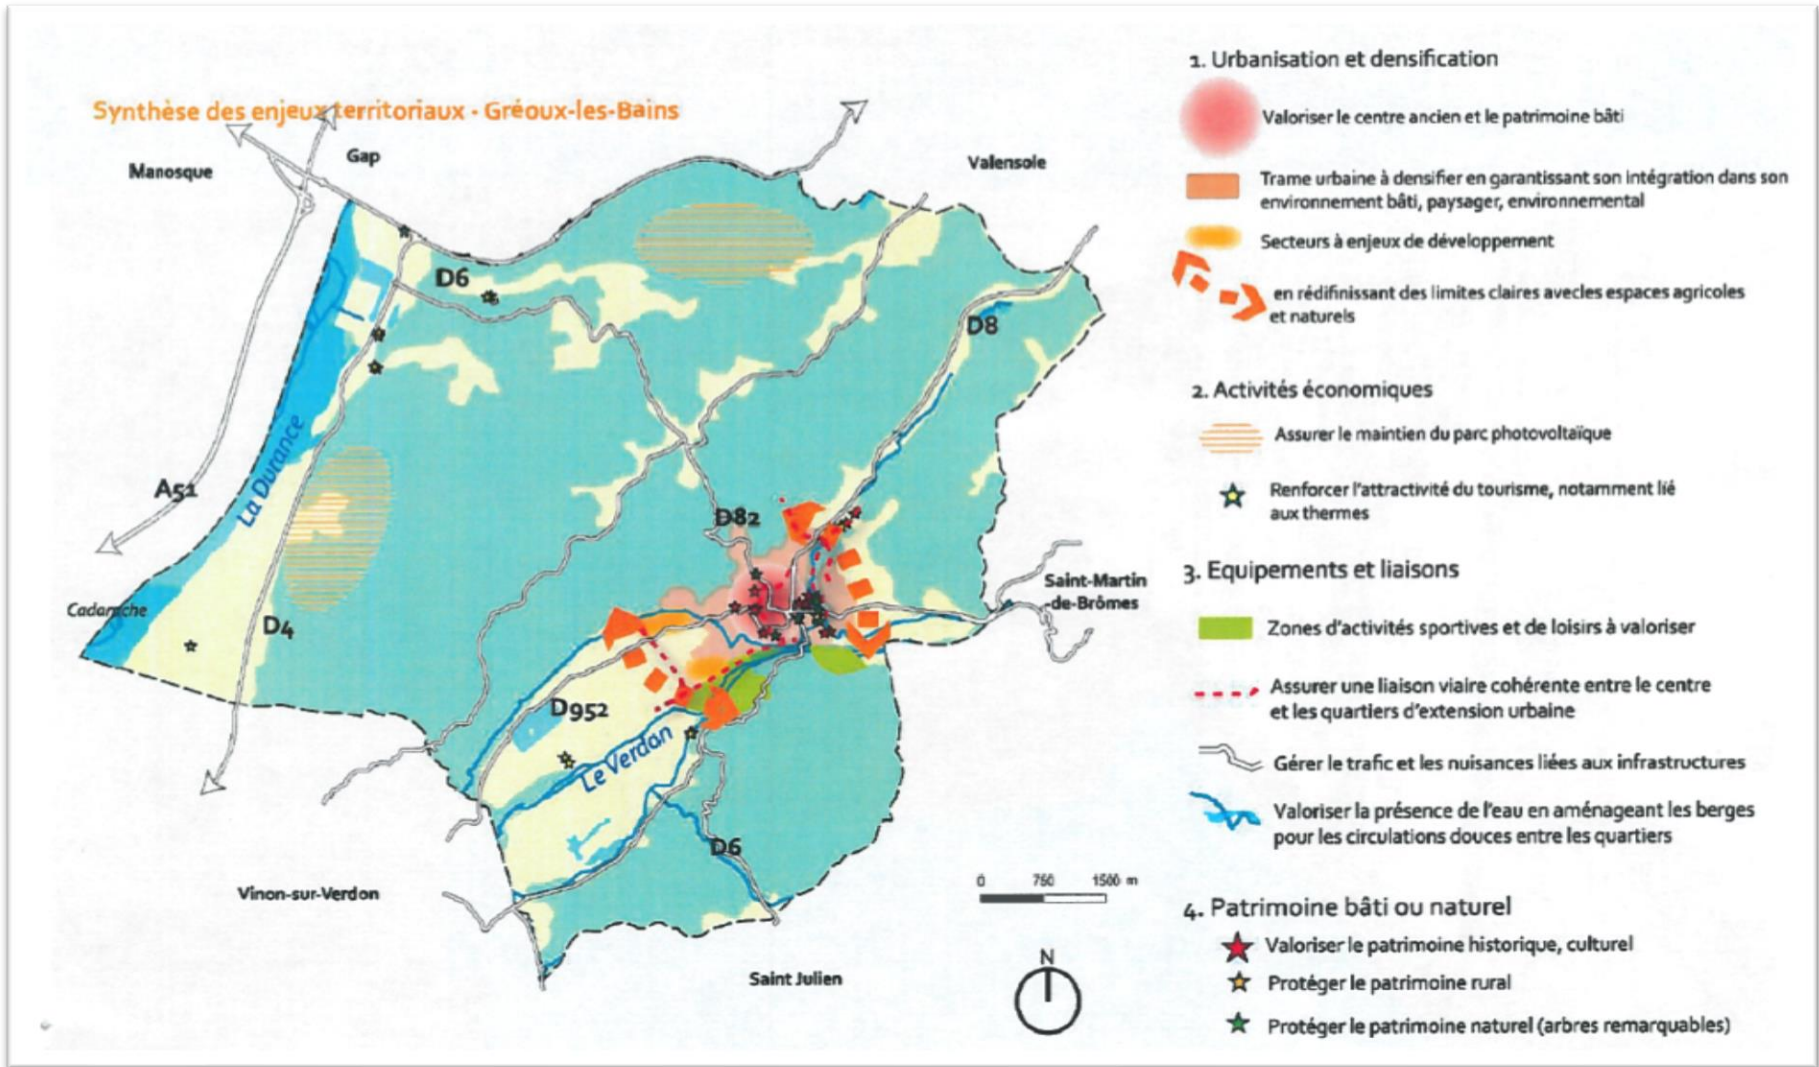 Synthèse des enjeux territoriaux - Gréoux-les-Bains
Manosque
Gap
Valensole
D6
D8
La Durance
A51
D82
Cadarache
D4
Saint-Martin
-de-Brômes
D952
Le Verdon
D6
Vinon-sur-Verdon
Saint Julien
0 750 1500 m
N
1. Urbanisation et densification
Valoriser le centre ancien et le patrimoine bâti
Trame urbaine à densifier en garantissant son intégration dans son
environnement bâti, paysager, environnemental
Secteurs à enjeux de développement
en rédifinissant des limites claires avecles espaces agricoles
et naturels
2. Activités économiques
Assurer le maintien du parc photovoltaïque
Renforcer l'attractivité du tourisme, notamment lié
aux thermes
3. Equipements et liaisons
Zones d'activités sportives et de loisirs à valoriser
Assurer une liaison viaire cohérente entre le centre
et les quartiers d'extension urbaine
Gérer le trafic et les nuisances liées aux infrastructures
Valoriser la présence de l'eau en aménageant les berges
pour les circulations douces entre les quartiers
4. Patrimoine bâti ou naturel
Valoriser le patrimoine historique, culturel
Protéger le patrimoine rural
Protéger le patrimoine naturel (arbres remarquables)